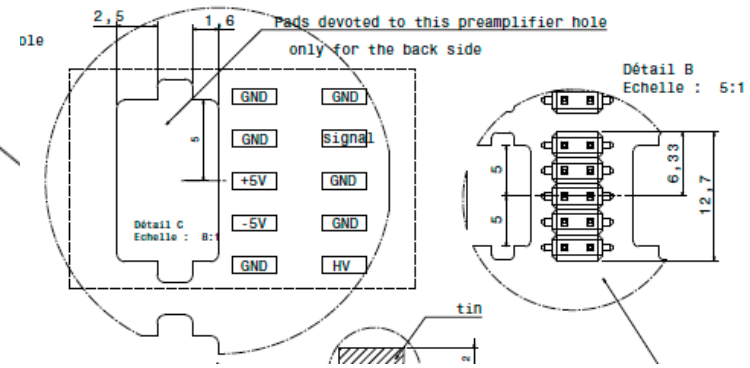 2,5
1,6
Pads devoted to this preamplifier hole
only for the back side
ole
GND
GND
GND
signal
5
+5V
GND
-5V
GND
GND
HV
Détail C
Echelle : 8:1
Détail B
Echelle : 5:1
5
5
6,33
12,7
tin
2